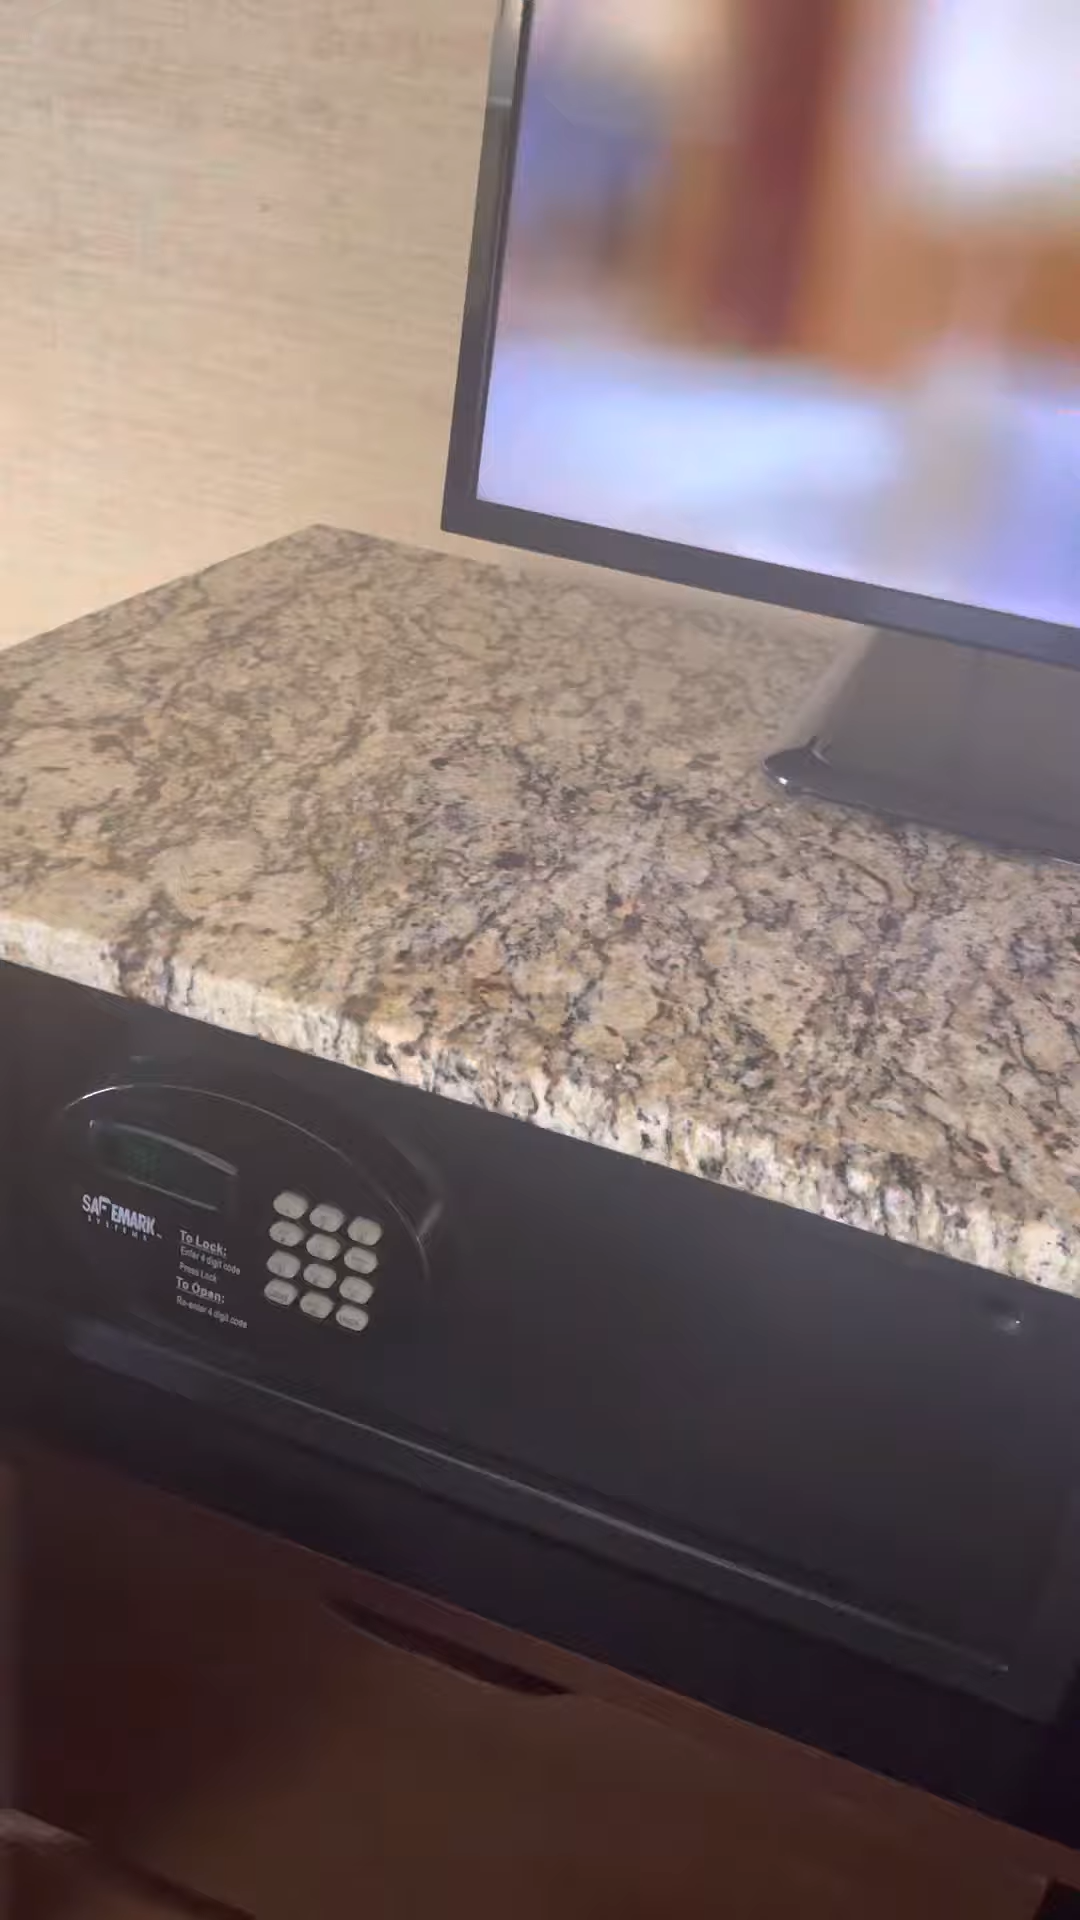 SAFEMARK
SYSTEMS
To Lock:
Enter 4 digit code
Press Lock
To Open:
Re-enter 4 digit code